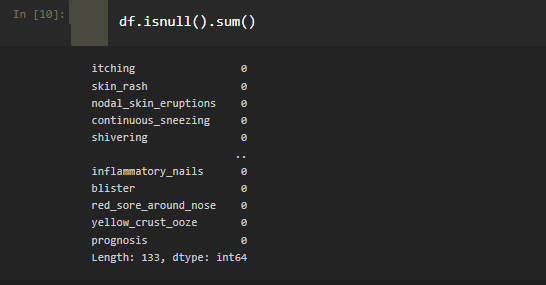 In [10]:
df.isnull().sum()
itching 0
skin_rash 0
nodal_skin_eruptions 0
continuous_sneezing 0
shivering 0
..
inflammatory_nails 0
blister 0
red_sore_around_nose 0
yellow_crust_ooze 0
prognosis 0
Length: 133, dtype: int64